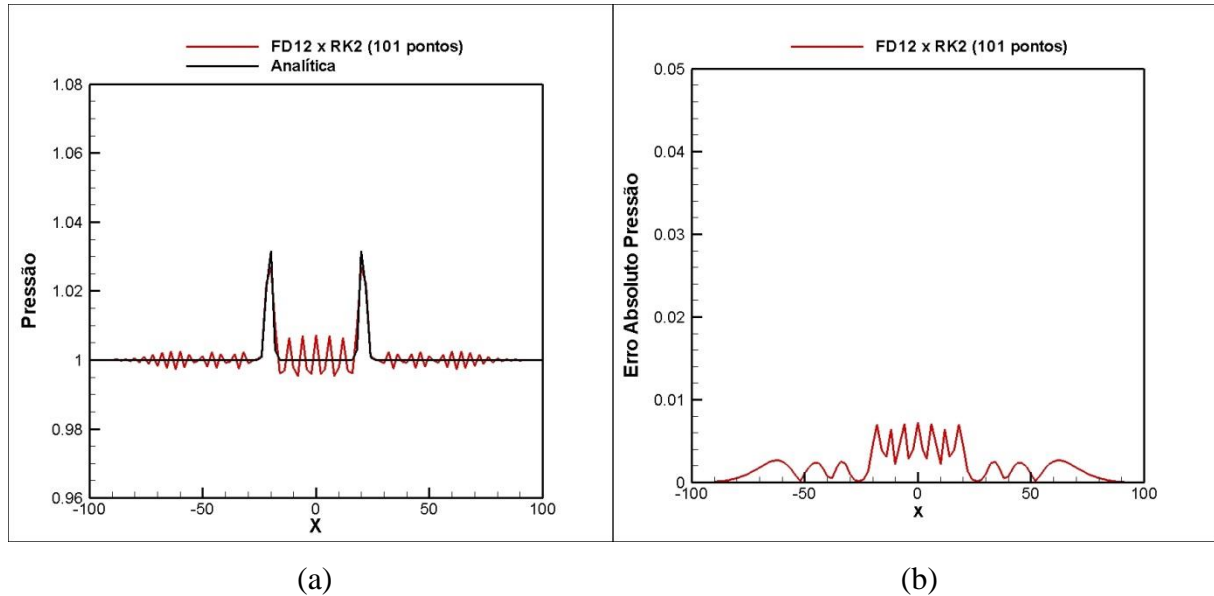 FD12 x RK2 (101 pontos)
Analítica
1.08
1.06
1.04
1.02
1
0.98
0.96
Pressão
-100
-50
0
50
100
X
(a)
FD12 x RK2 (101 pontos)
0.05
0.04
0.03
0.02
0.01
0
Erro Absoluto Pressão
-100
-50
0
50
100
X
(b)